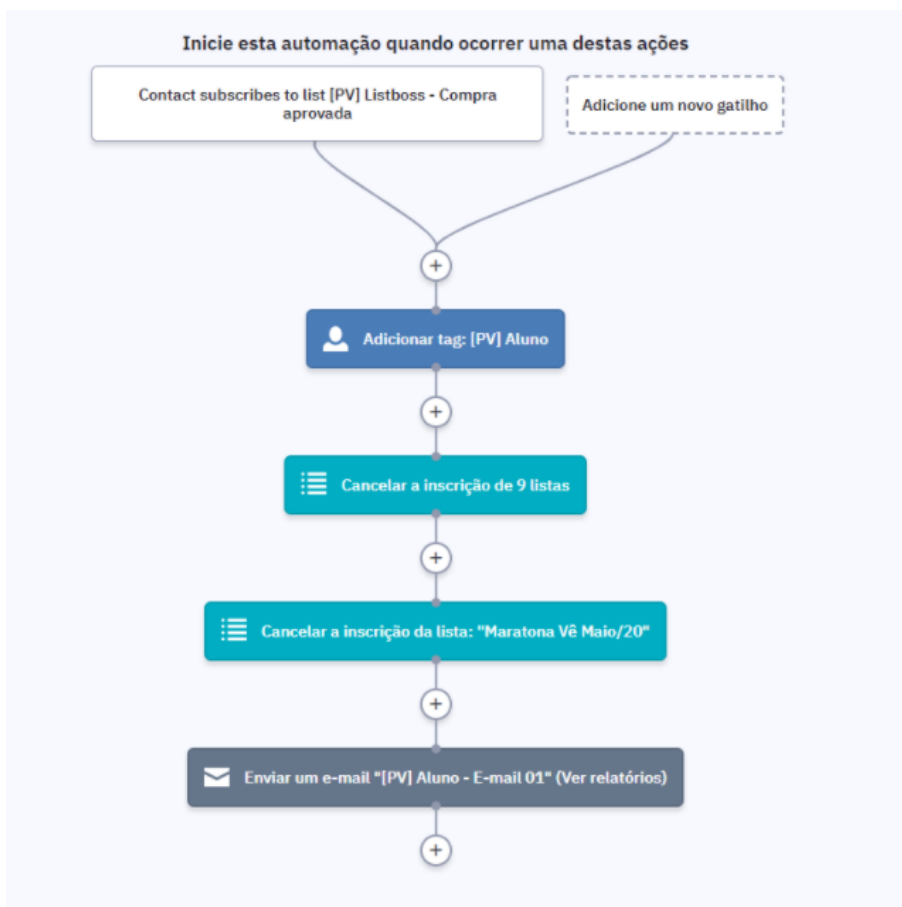 Inicie esta automação quando ocorrer uma destas ações
Contact subscribes to list [PV] Listboss - Compra
aprovada
Adicione um novo gatilho
Adicionar tag: [PV] Aluno
Cancelar a inscrição de 9 listas
Cancelar a inscrição da lista: "Maratona Vê Maio/20"
Enviar um e-mail "[PV] Aluno - E-mail 01" (Ver relatórios)